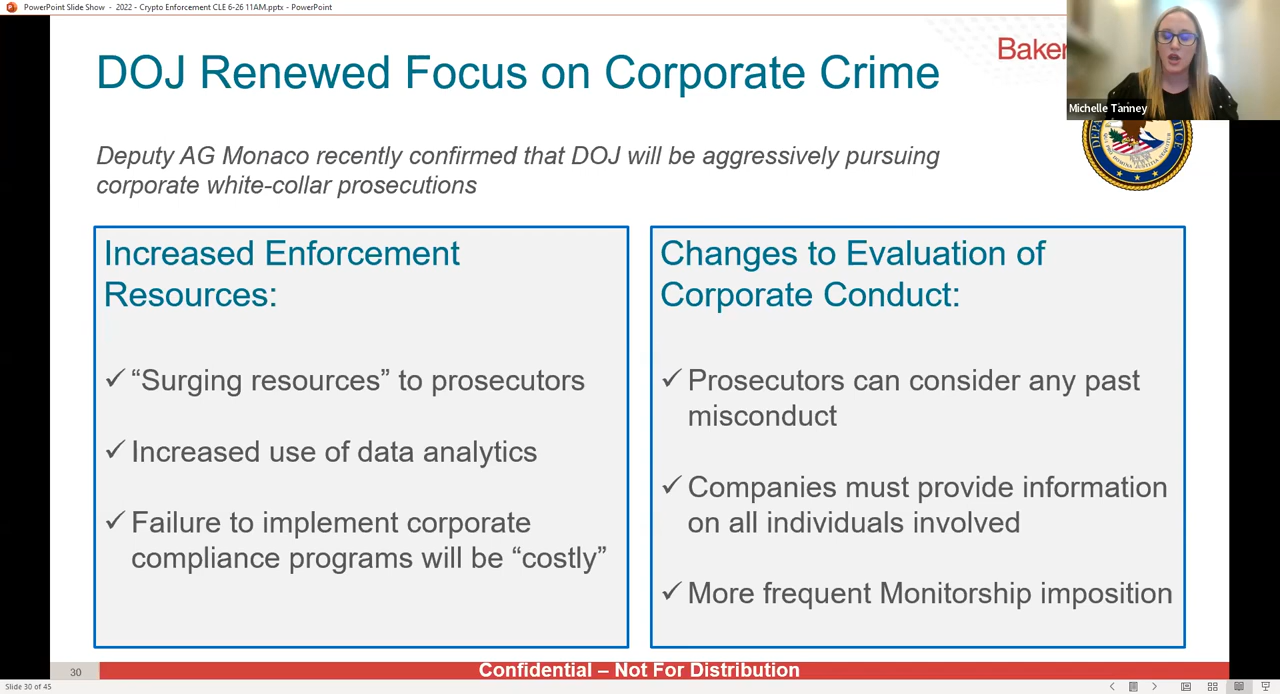 PowerPoint Slide Show - 2022 - Crypto Enforcement CLE 6-26 11AM.pptx - PowerPoint
DOJ Renewed Focus on Corporate Crime
Baker
Michelle Tanney
Deputy AG Monaco recently confirmed that DOJ will be aggressively pursuing
corporate white-collar prosecutions
Increased Enforcement
Resources:
✓ “Surging resources” to prosecutors
✓ Increased use of data analytics
✓ Failure to implement corporate
compliance programs will be “costly”
Changes to Evaluation of
Corporate Conduct:
✓ Prosecutors can consider any past
misconduct
✓ Companies must provide information
on all individuals involved
✓ More frequent Monitorship imposition
30
Confidential – Not For Distribution
Slide 30 of 45